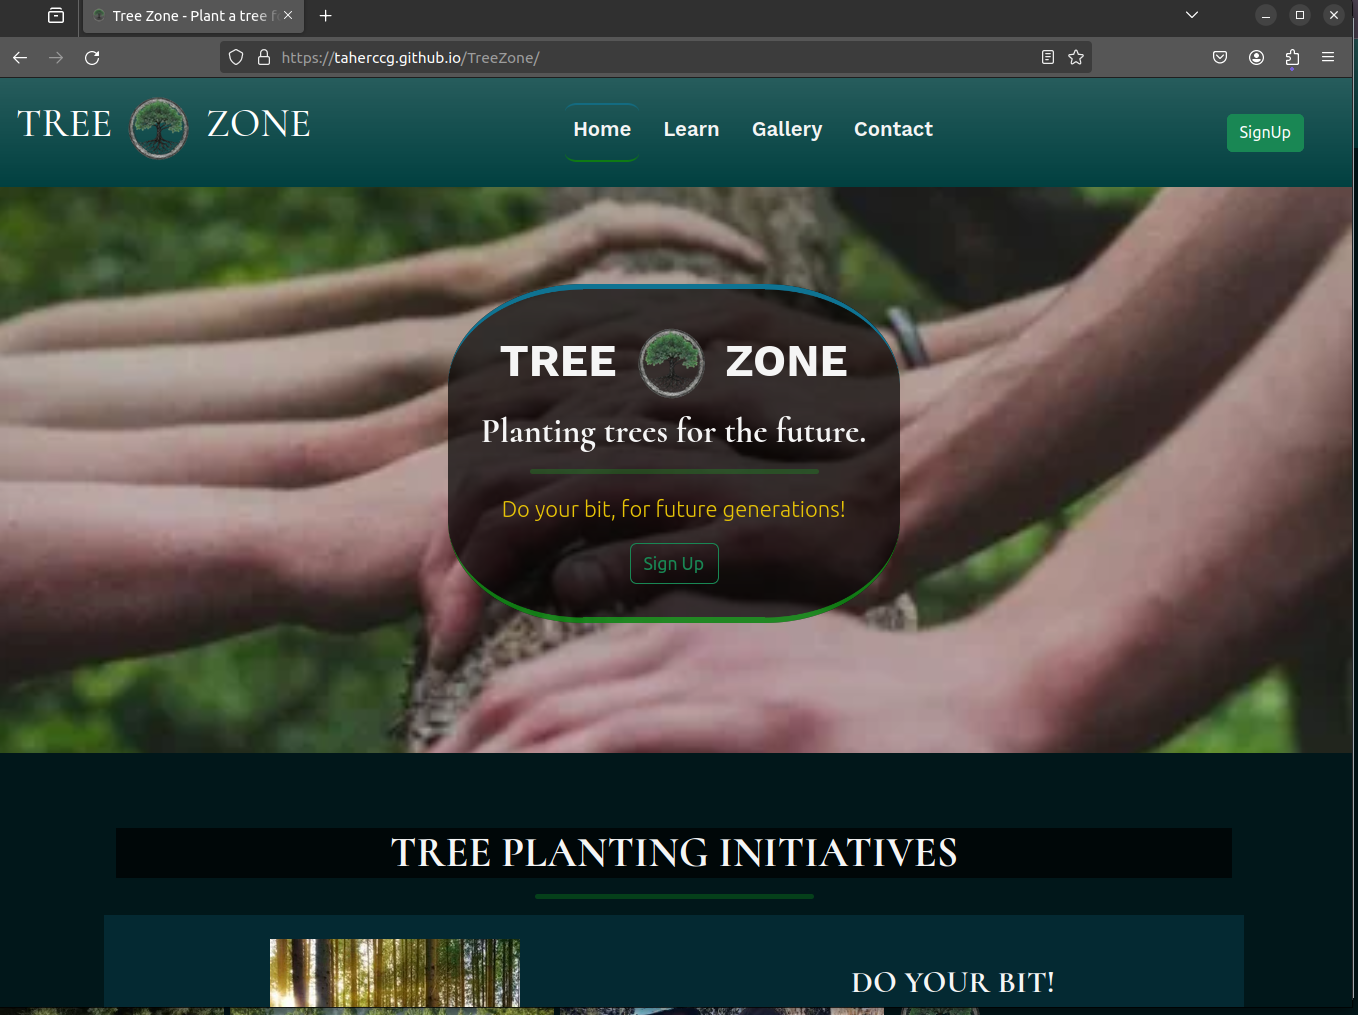 Tree Zone - Plant a tree f
https://taherccg.github.io/TreeZone/
TREE ZONE
Home
Learn
Gallery
Contact
SignUp
TREE ZONE
Planting trees for the future.
Do your bit, for future generations!
Sign Up
TREE PLANTING INITIATIVES
DO YOUR BIT!